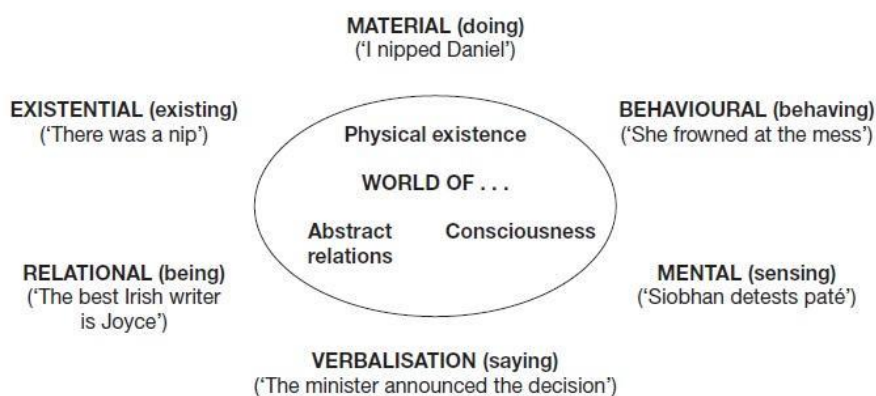 MATERIAL (doing)
(‘I nipped Daniel’)
EXISTENTIAL (existing)
(‘There was a nip’)
BEHAVIOURAL (behaving)
(‘She frowned at the mess’)
Physical existence
WORLD OF . . .
Abstract
relations
Consciousness
RELATIONAL (being)
(‘The best Irish writer
is Joyce’)
MENTAL (sensing)
(‘Siobhan detests paté’)
VERBALISATION (saying)
(‘The minister announced the decision’)